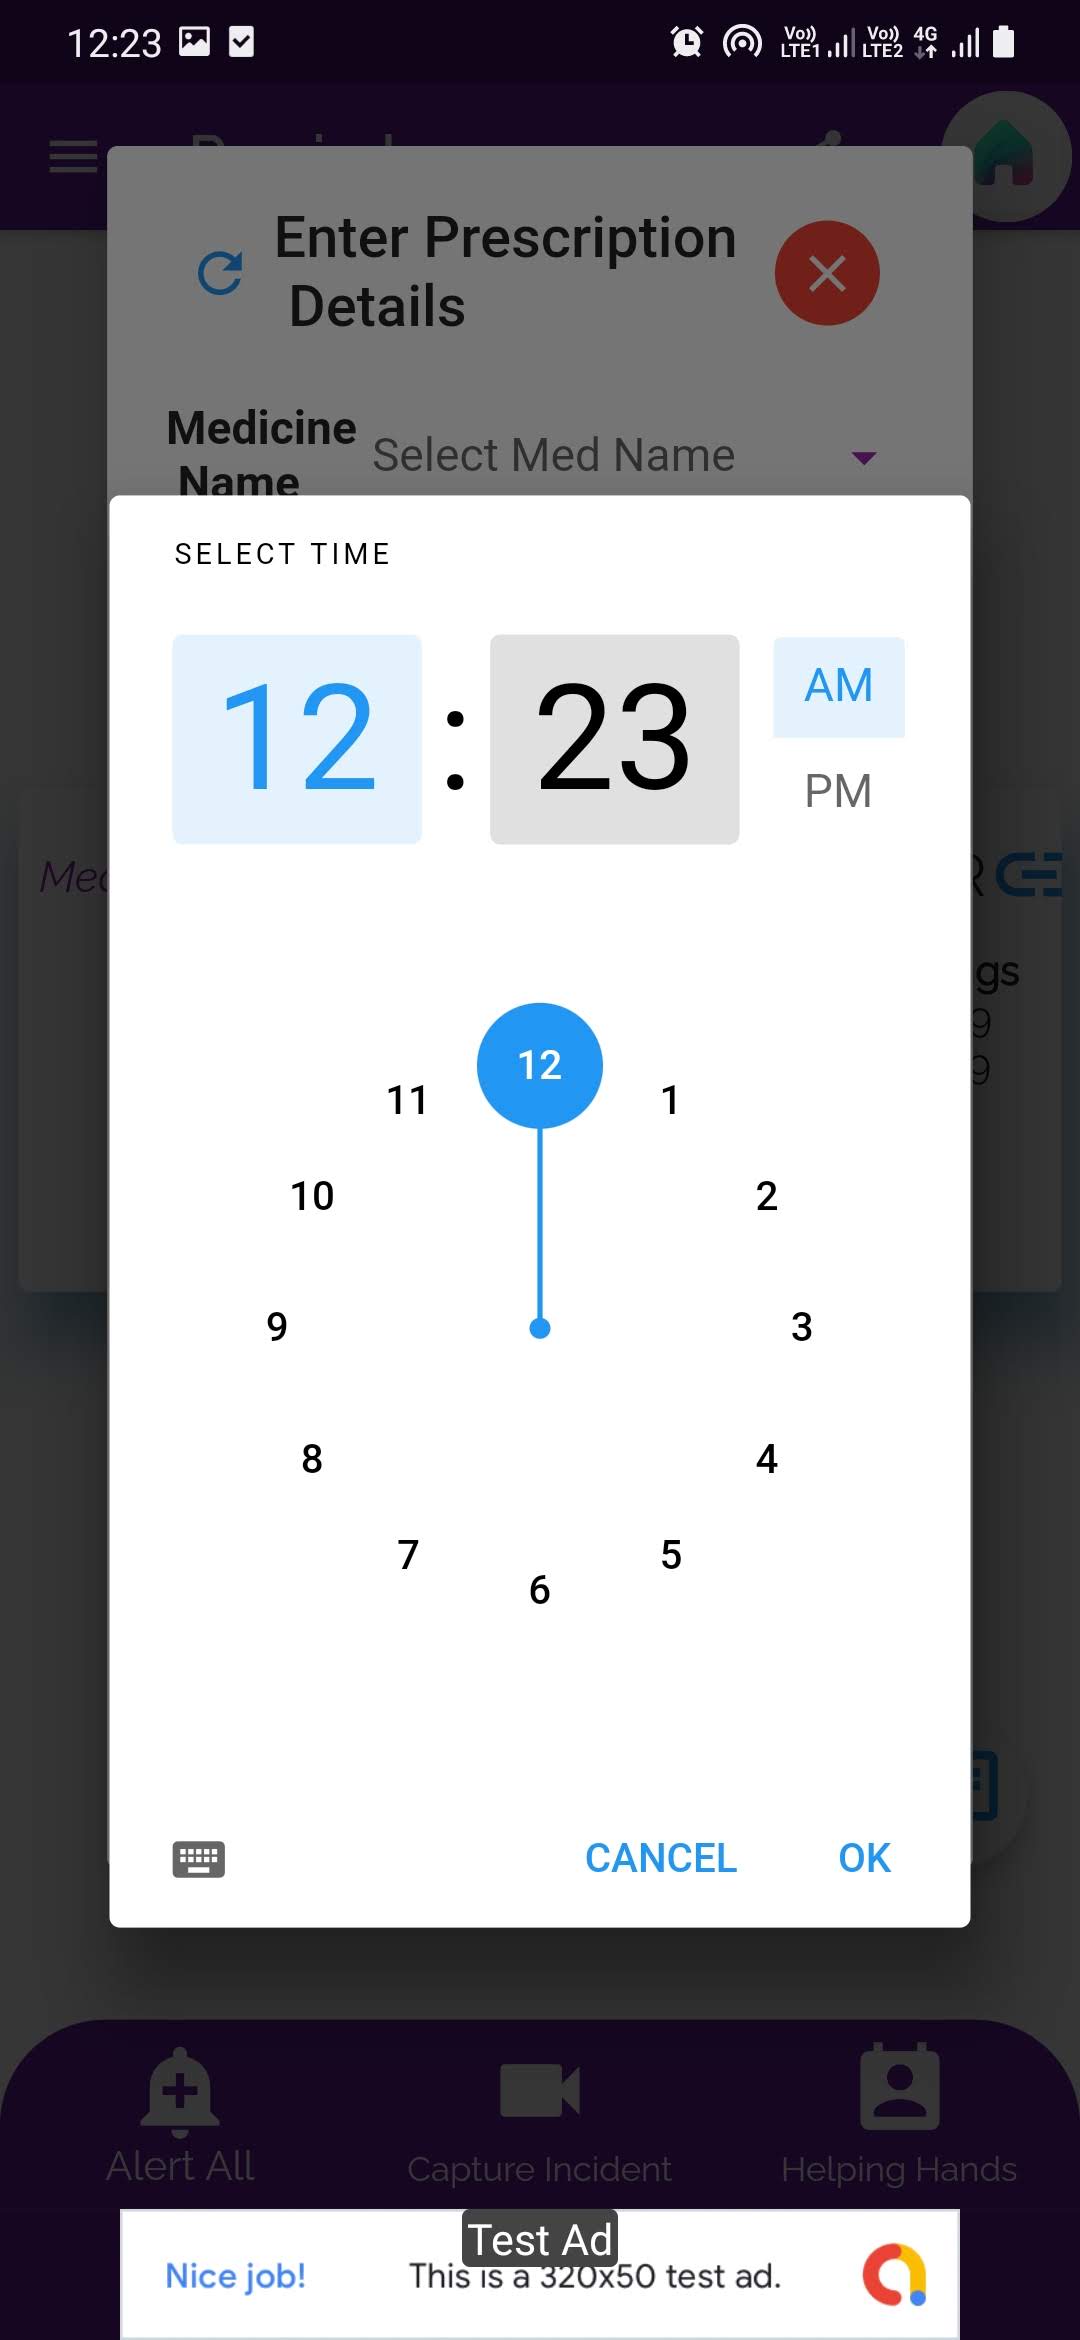 12:23
Vo)) LTE1 Vo)) LTE2 4G
Enter Prescription
Details
Medicine
Name
Select Med Name
SELECT TIME
12 : 23
AM
PM
gs
9
9
12
11 1
10 2
9 3
8 4
7 5
6
CANCEL OK
Alert All Capture Incident Helping Hands
Test Ad
Nice job! This is a 320x50 test ad.